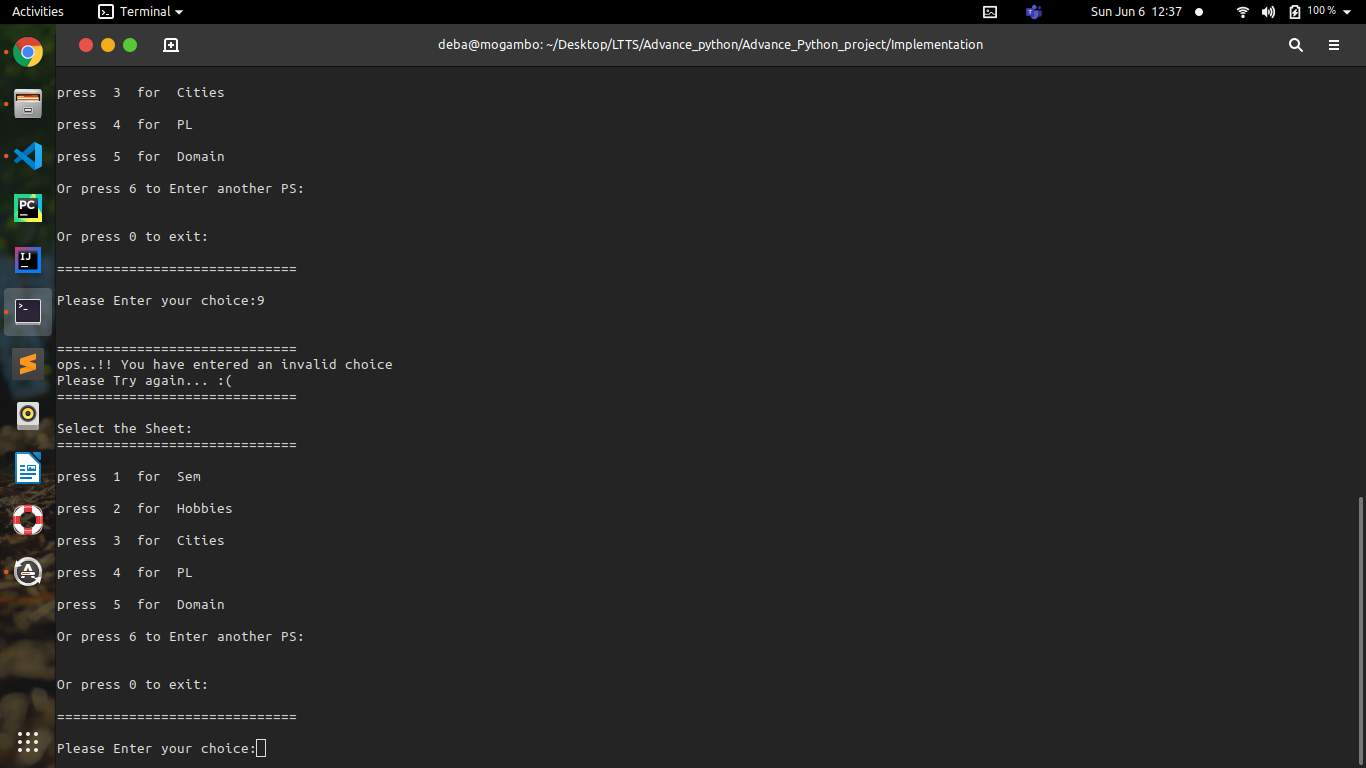 Activities Terminal Sun Jun 6 12:37 100 %
deba@mogambo: ~/Desktop/LTTS/Advance_python/Advance_Python_project/Implementation
press  3  for  Cities
press  4  for  PL
press  5  for  Domain
Or press 6 to Enter another PS:
Or press 0 to exit:
==============================
Please Enter your choice:9
==============================
ops..!! You have entered an invalid choice
Please Try again... :(
==============================
Select the Sheet:
==============================
press  1  for  Sem
press  2  for  Hobbies
press  3  for  Cities
press  4  for  PL
press  5  for  Domain
Or press 6 to Enter another PS:
Or press 0 to exit:
==============================
Please Enter your choice:
PC
IJ
>_